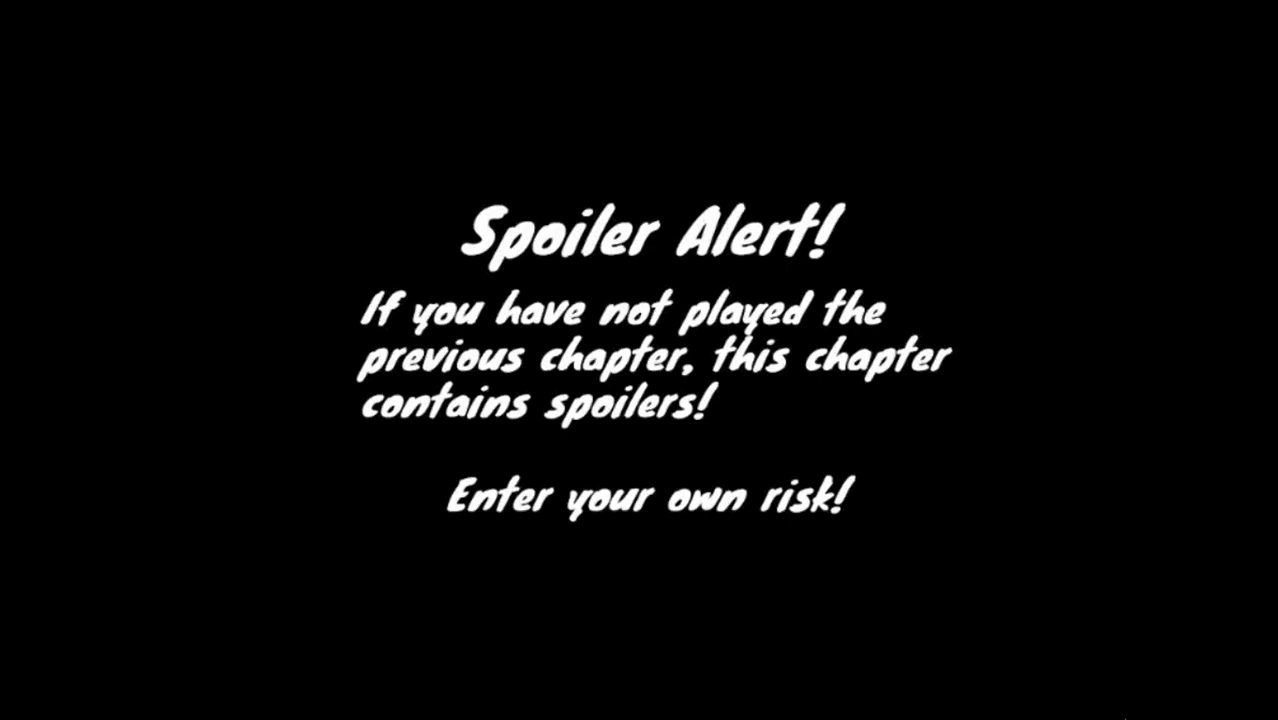 Spoiler Alert!
If you have not played the
previous chapter, this chapter
contains spoilers!
Enter your own risk!